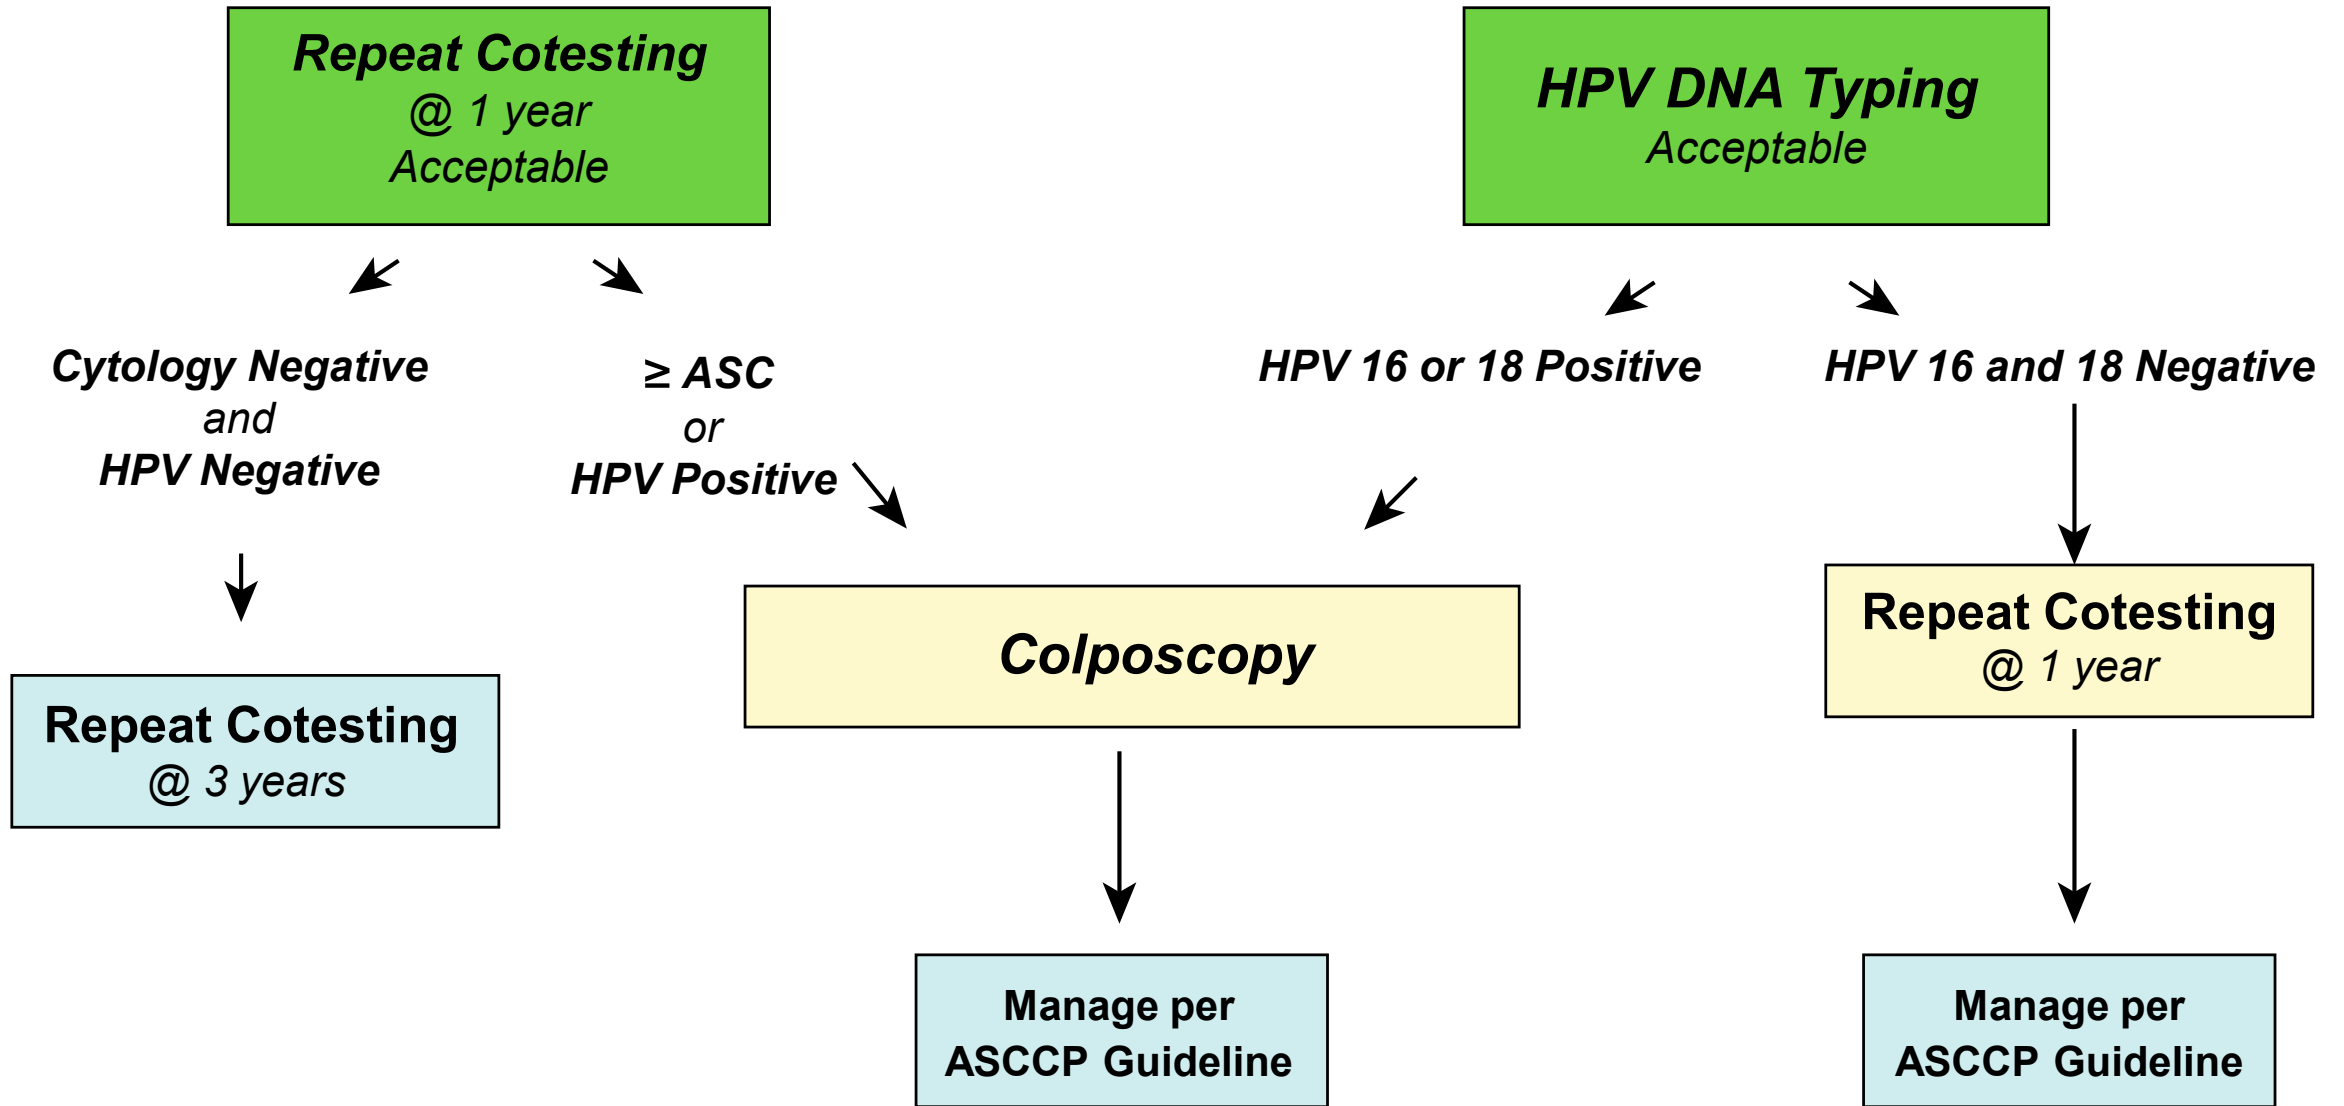 Repeat Cotesting
@ 1 year
Acceptable
HPV DNA Typing
Acceptable
Cytology Negative
and
HPV Negative
≥ ASC
or
HPV Positive
HPV 16 or 18 Positive
HPV 16 and 18 Negative
Repeat Cotesting
@ 3 years
Colposcopy
Repeat Cotesting
@ 1 year
Manage per
ASCCP Guideline
Manage per
ASCCP Guideline